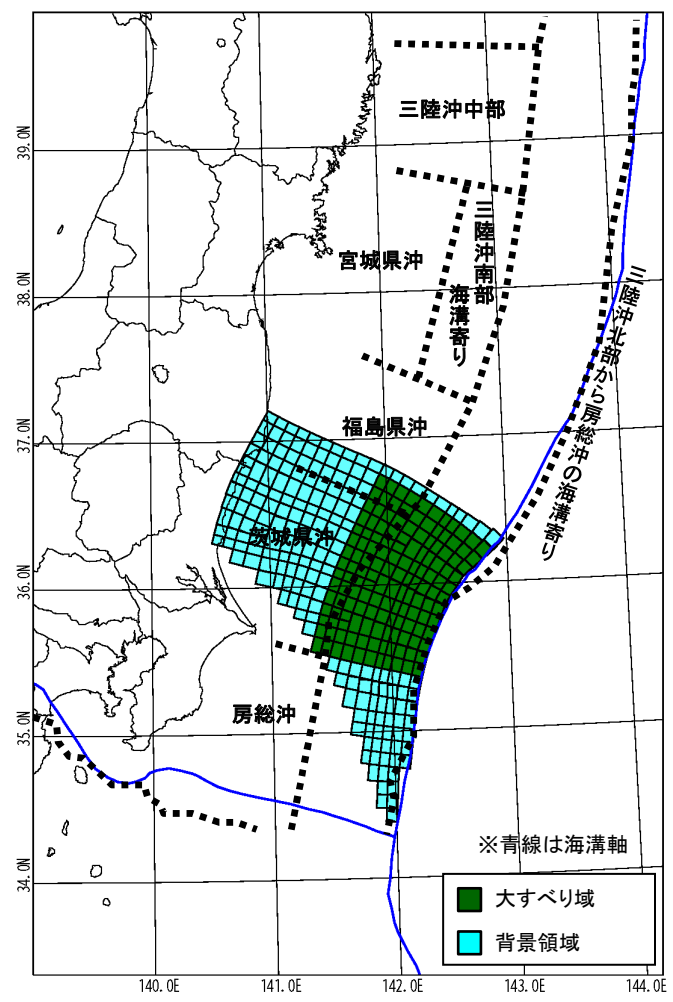 三陸沖中部
39.0N
三陸沖南部
海溝寄り
宮城県沖
38.0N
三陸沖北部から房総沖の海溝寄り
福島県沖
37.0N
茨城県沖
36.0N
房総沖
35.0N
※青線は海溝軸
34.0N
大すべり域
背景領域
140.0E
141.0E
142.0E
143.0E
144.0E